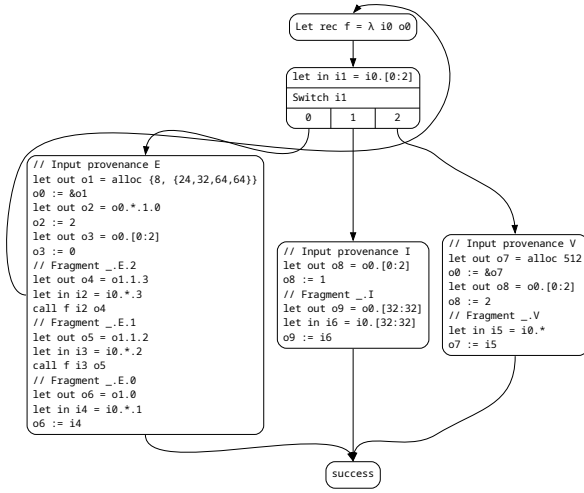 Let rec f = λ i0 o0
let in i1 = i0.[0:2]
Switch i1
0 1 2
// Input provenance E
let out o1 = alloc {8, {24,32,64,64}}
o0 := &o1
let out o2 = o0.*.1.0
o2 := 2
let out o3 = o0.[0:2]
o3 := 0
// Fragment _.E.2
let out o4 = o1.1.3
let in i2 = i0.*.3
call f i2 o4
// Fragment _.E.1
let out o5 = o1.1.2
let in i3 = i0.*.2
call f i3 o5
// Fragment _.E.0
let out o6 = o1.0
let in i4 = i0.*.1
o6 := i4
// Input provenance I
let out o8 = o0.[0:2]
o8 := 1
// Fragment _.I
let out o9 = o0.[32:32]
let in i6 = i0.[32:32]
o9 := i6
// Input provenance V
let out o7 = alloc 512
o0 := &o7
let out o8 = o0.[0:2]
o8 := 2
// Fragment _.V
let in i5 = i0.*
o7 := i5
success